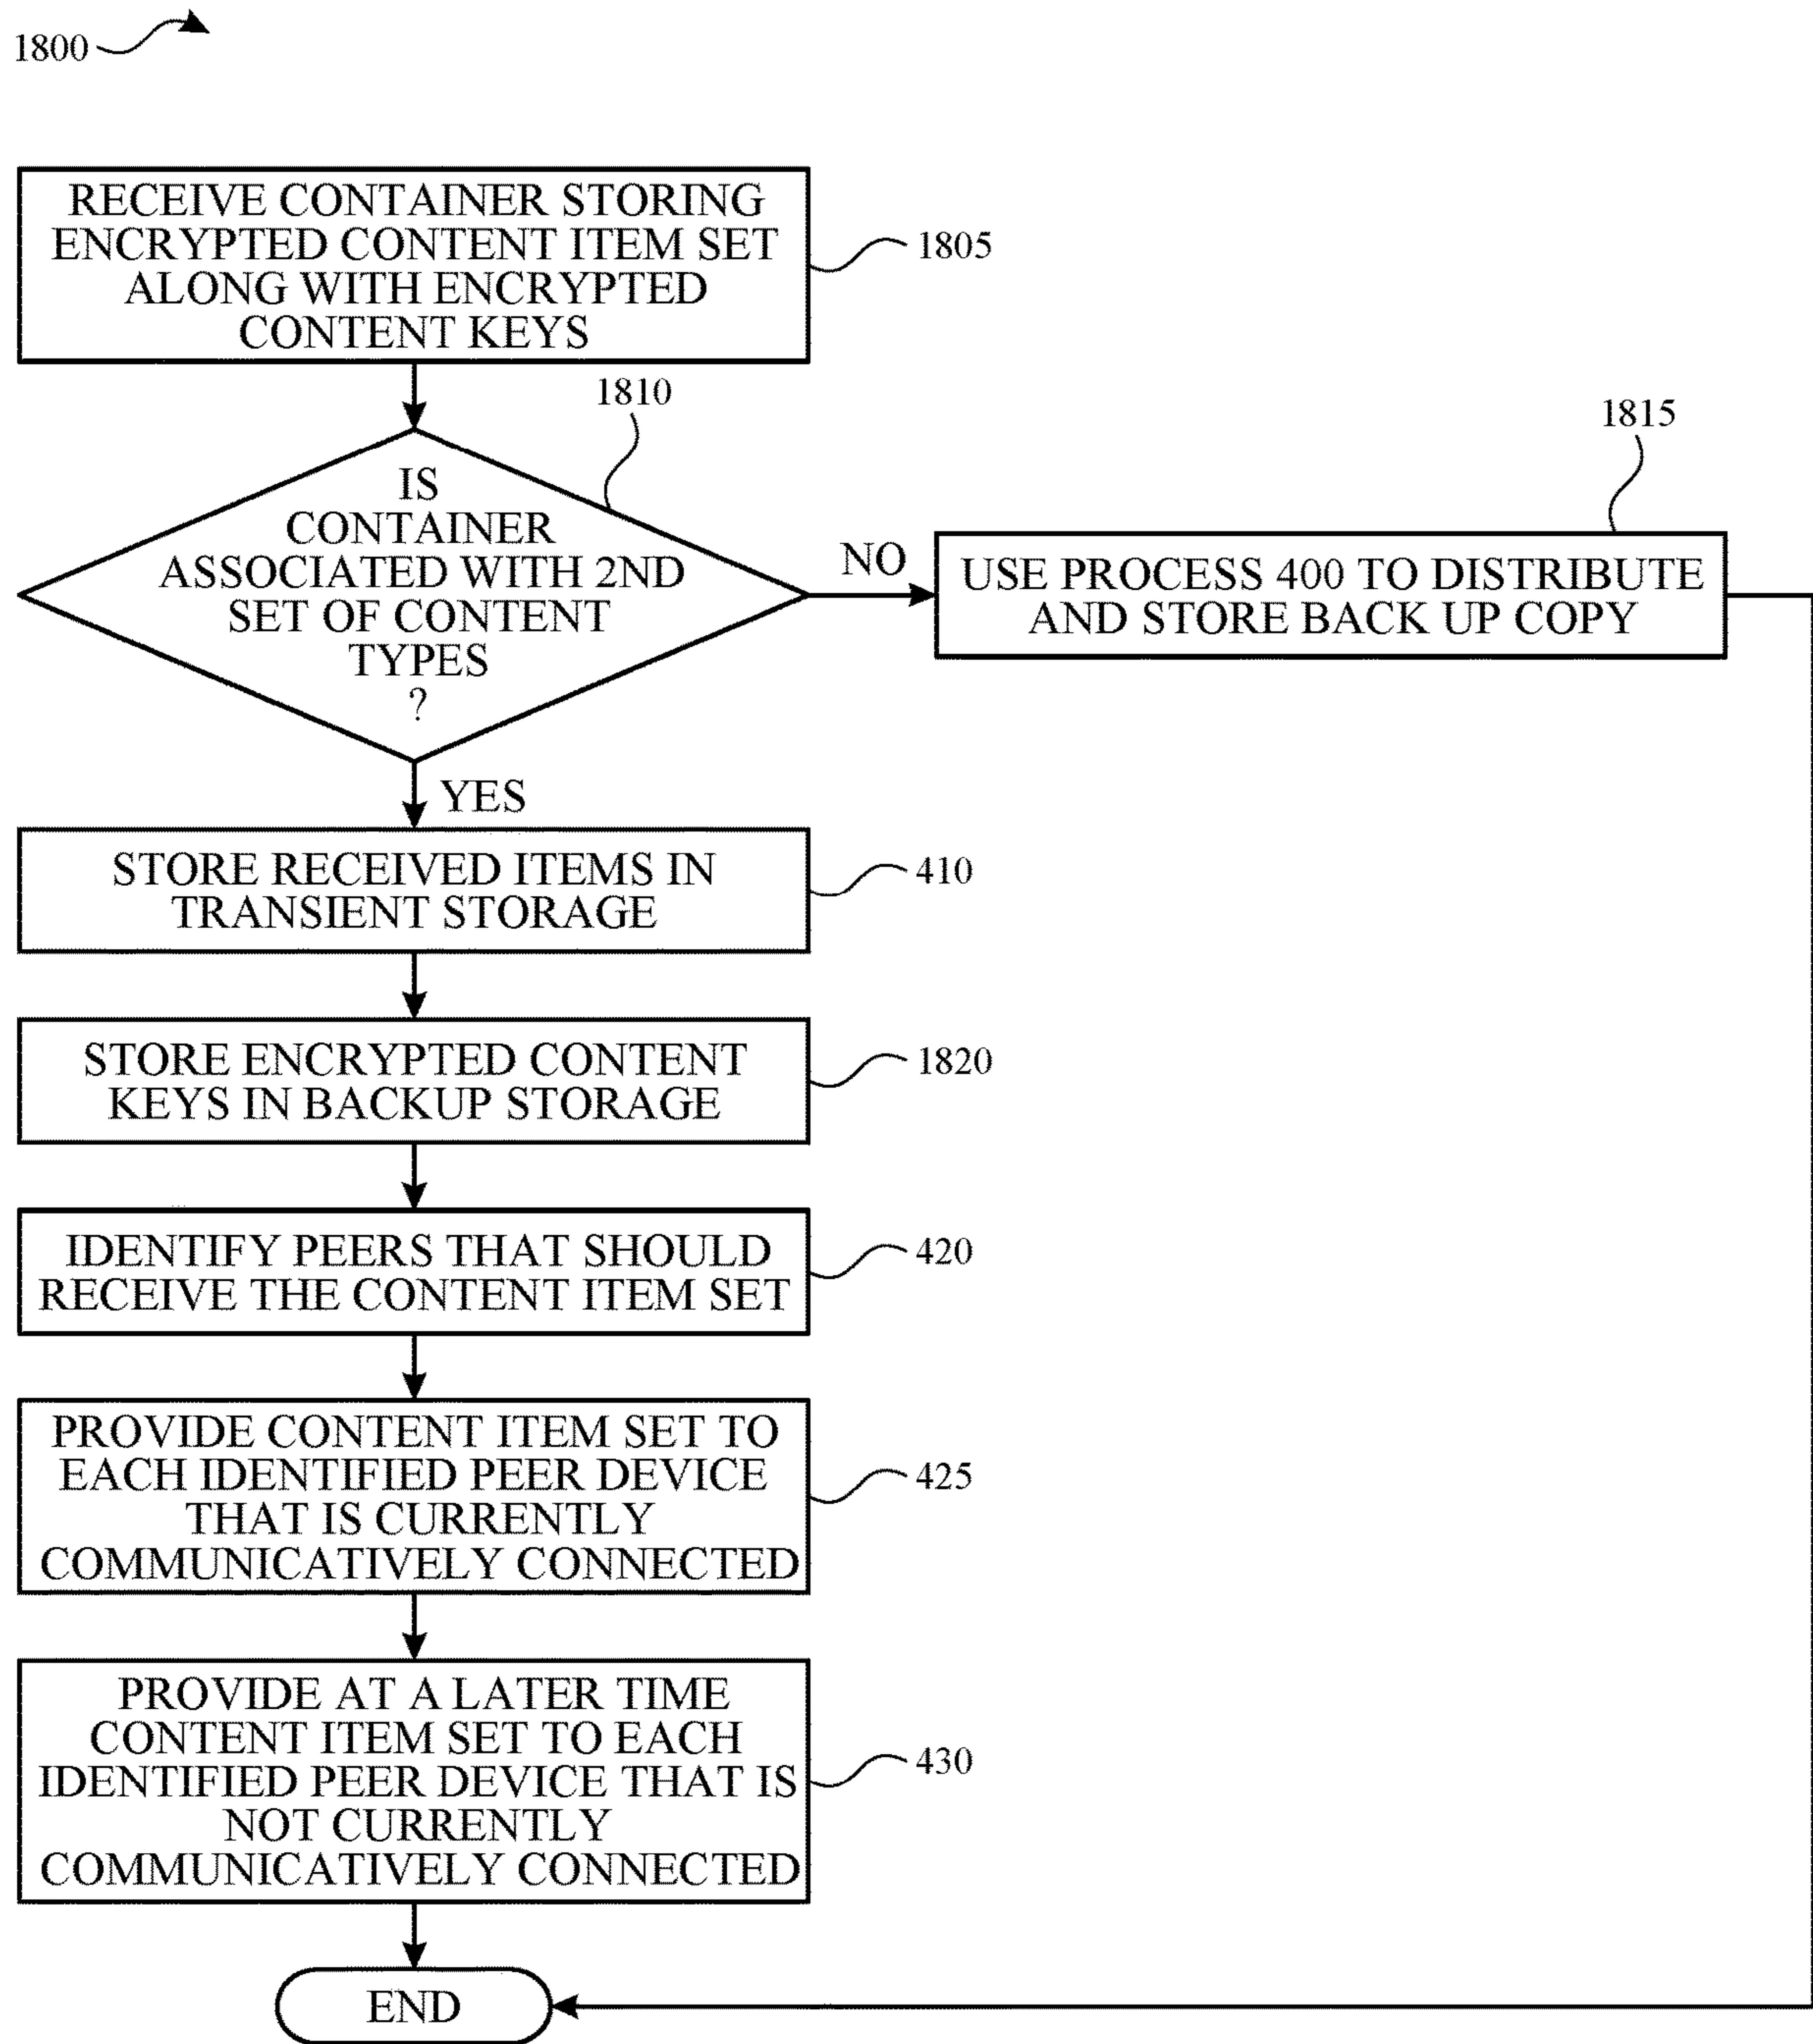 1800
RECEIVE CONTAINER STORING
ENCRYPTED CONTENT ITEM SET
ALONG WITH ENCRYPTED
CONTENT KEYS
1805
1810
IS
CONTAINER
ASSOCIATED WITH 2ND
SET OF CONTENT
TYPES
?
NO
1815
USE PROCESS 400 TO DISTRIBUTE
AND STORE BACK UP COPY
YES
STORE RECEIVED ITEMS IN
TRANSIENT STORAGE
410
STORE ENCRYPTED CONTENT
KEYS IN BACKUP STORAGE
1820
IDENTIFY PEERS THAT SHOULD
RECEIVE THE CONTENT ITEM SET
420
PROVIDE CONTENT ITEM SET TO
EACH IDENTIFIED PEER DEVICE
THAT IS CURRENTLY
COMMUNICATIVELY CONNECTED
425
PROVIDE AT A LATER TIME
CONTENT ITEM SET TO EACH
IDENTIFIED PEER DEVICE THAT IS
NOT CURRENTLY
COMMUNICATIVELY CONNECTED
430
END